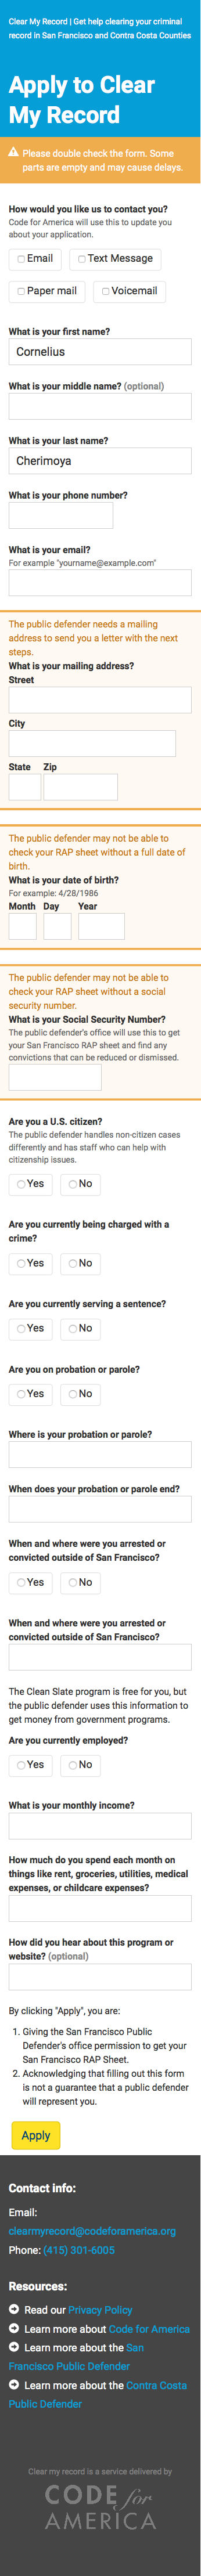 Clear My Record | Get help clearing your criminal
record in San Francisco and Contra Costa Counties
Apply to Clear
My Record
Please double check the form. Some
parts are empty and may cause delays.
How would you like us to contact you?
Code for America will use this to update you
about your application.
Email
Text Message
Paper mail
Voicemail
What is your first name?
Cornelius
What is your middle name? (optional)
What is your last name?
Cherimoya
What is your phone number?
What is your email?
For example "yourname@example.com"
The public defender needs a mailing
address to send you a letter with the next
steps.
What is your mailing address?
Street
City
State Zip
The public defender may not be able to
check your RAP sheet without a full date of
birth.
What is your date of birth?
For example: 4/28/1986
Month Day Year
The public defender may not be able to
check your RAP sheet without a social
security number.
What is your Social Security Number?
The public defender's office will use this to get
your San Francisco RAP sheet and find any
convictions that can be reduced or dismissed.
Are you a U.S. citizen?
The public defender handles non-citizen cases
differently and has staff who can help with
citizenship issues.
Yes
No
Are you currently being charged with a
crime?
Yes
No
Are you currently serving a sentence?
Yes
No
Are you on probation or parole?
Yes
No
Where is your probation or parole?
When does your probation or parole end?
When and where were you arrested or
convicted outside of San Francisco?
Yes
No
When and where were you arrested or
convicted outside of San Francisco?
The Clean Slate program is free for you, but
the public defender uses this information to
get money from government programs.
Are you currently employed?
Yes
No
What is your monthly income?
How much do you spend each month on
things like rent, groceries, utilities, medical
expenses, or childcare expenses?
How did you hear about this program or
website? (optional)
By clicking "Apply", you are:
1. Giving the San Francisco Public
Defender's office permission to get your
San Francisco RAP Sheet.
2. Acknowledging that filling out this form
is not a guarantee that a public defender
will represent you.
Apply
Contact info:
Email:
clearmyrecord@codeforamerica.org
Phone: (415) 301-6005
Resources:
Read our Privacy Policy
Learn more about Code for America
Learn more about the San
Francisco Public Defender
Learn more about the Contra Costa
Public Defender
Clear my record is a service delivered by
CODE for
AMERICA